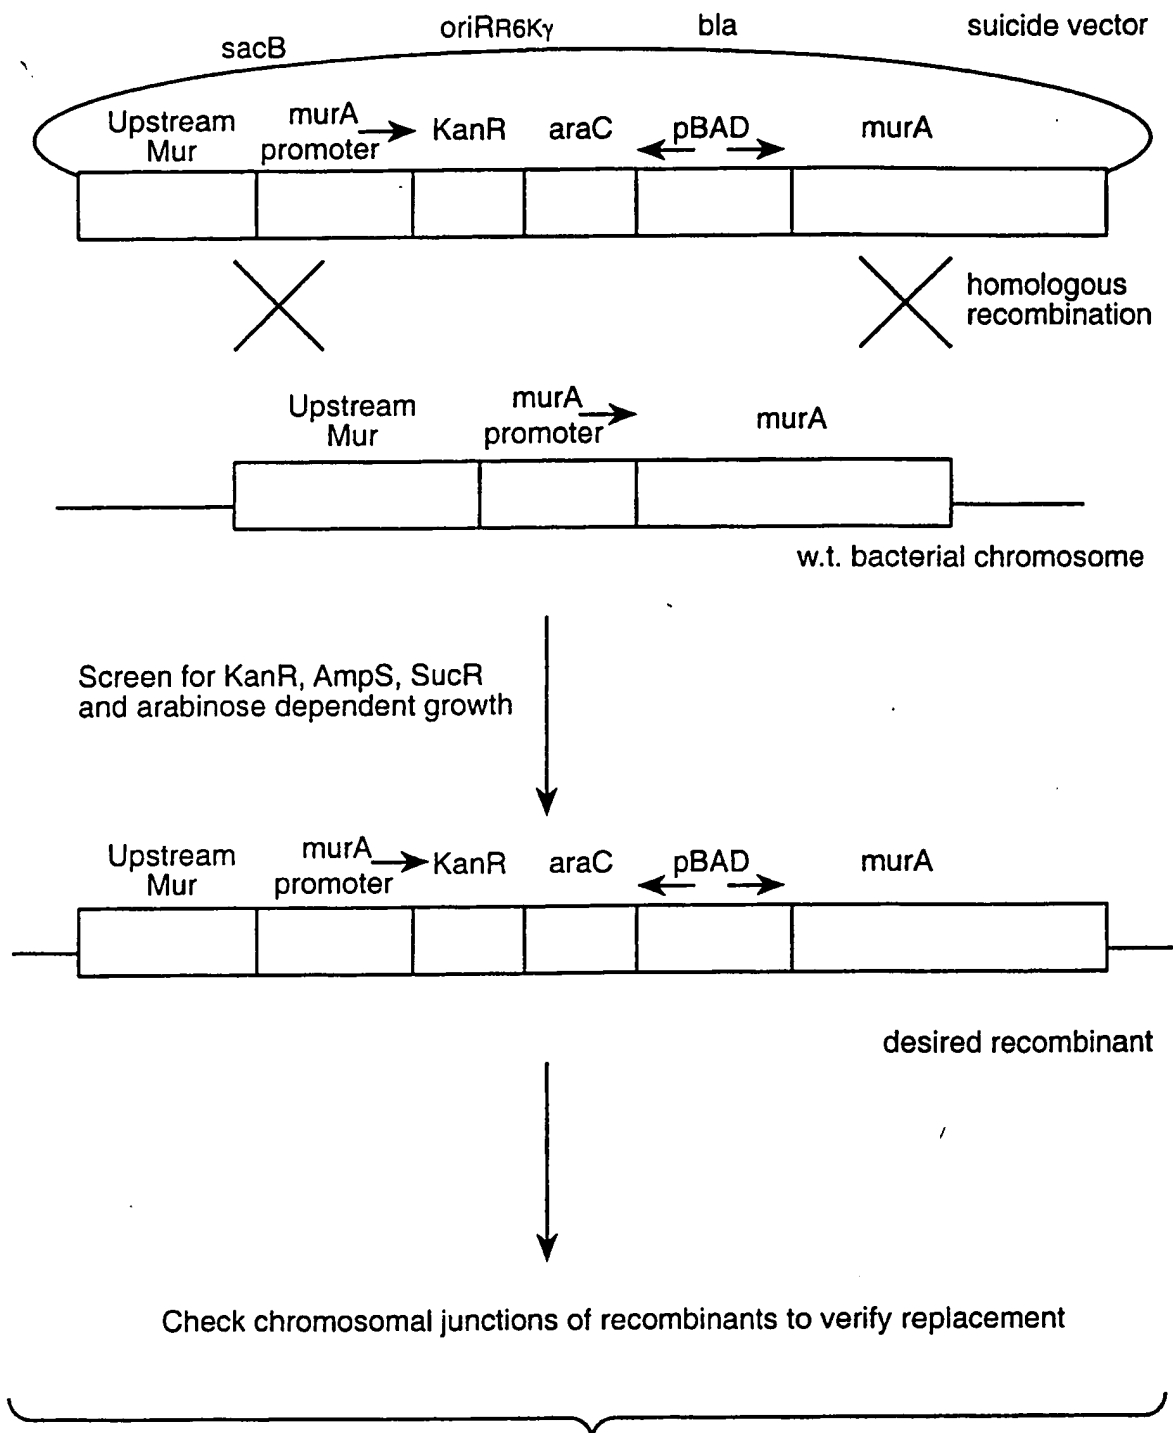 oriRR6Kγ bla suicide vector
sacB
Upstream Mur
murA promoter
KanR araC pBAD murA
homologous
recombination
Upstream Mur
murA promoter
murA
w.t. bacterial chromosome
Screen for KanR, AmpS, SucR
and arabinose dependent growth
Upstream Mur
murA promoter
KanR araC pBAD murA
desired recombinant
Check chromosomal junctions of recombinants to verify replacement